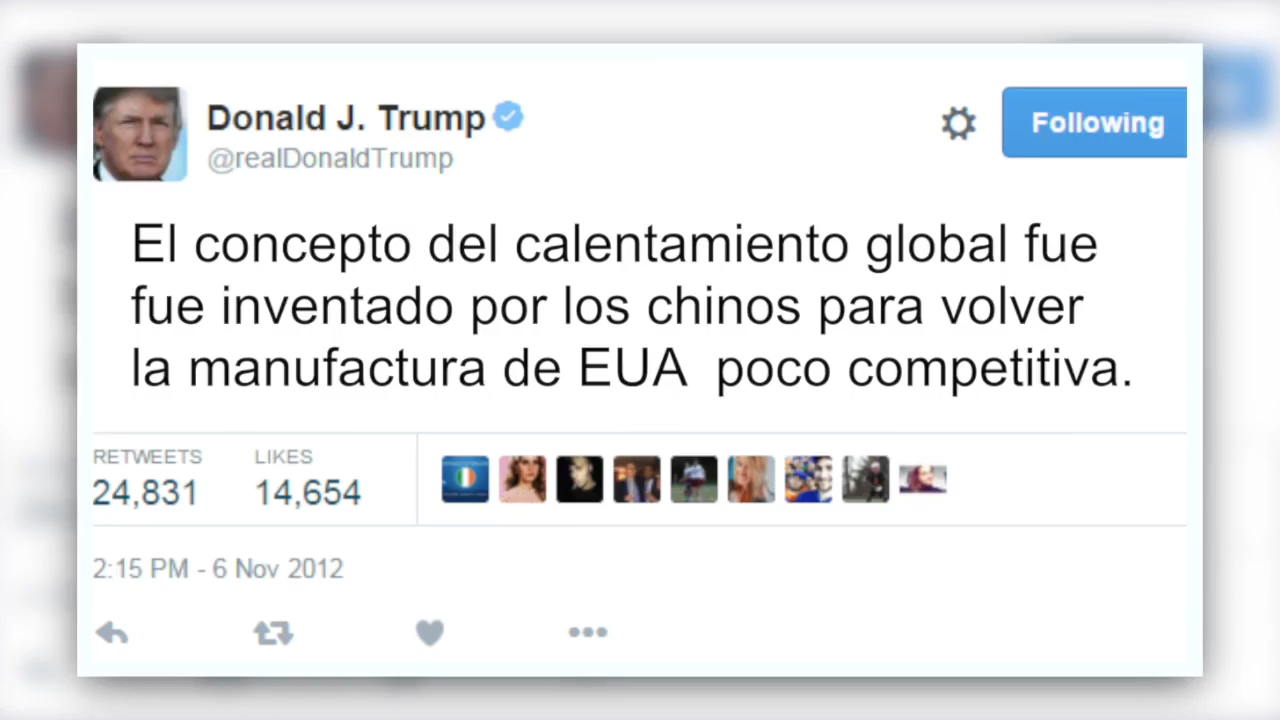 Donald J. Trump
@realDonaldTrump
Following
El concepto del calentamiento global fue
fue inventado por los chinos para volver
la manufactura de EUA poco competitiva.
RETWEETS LIKES
24,831 14,654
2:15 PM - 6 Nov 2012